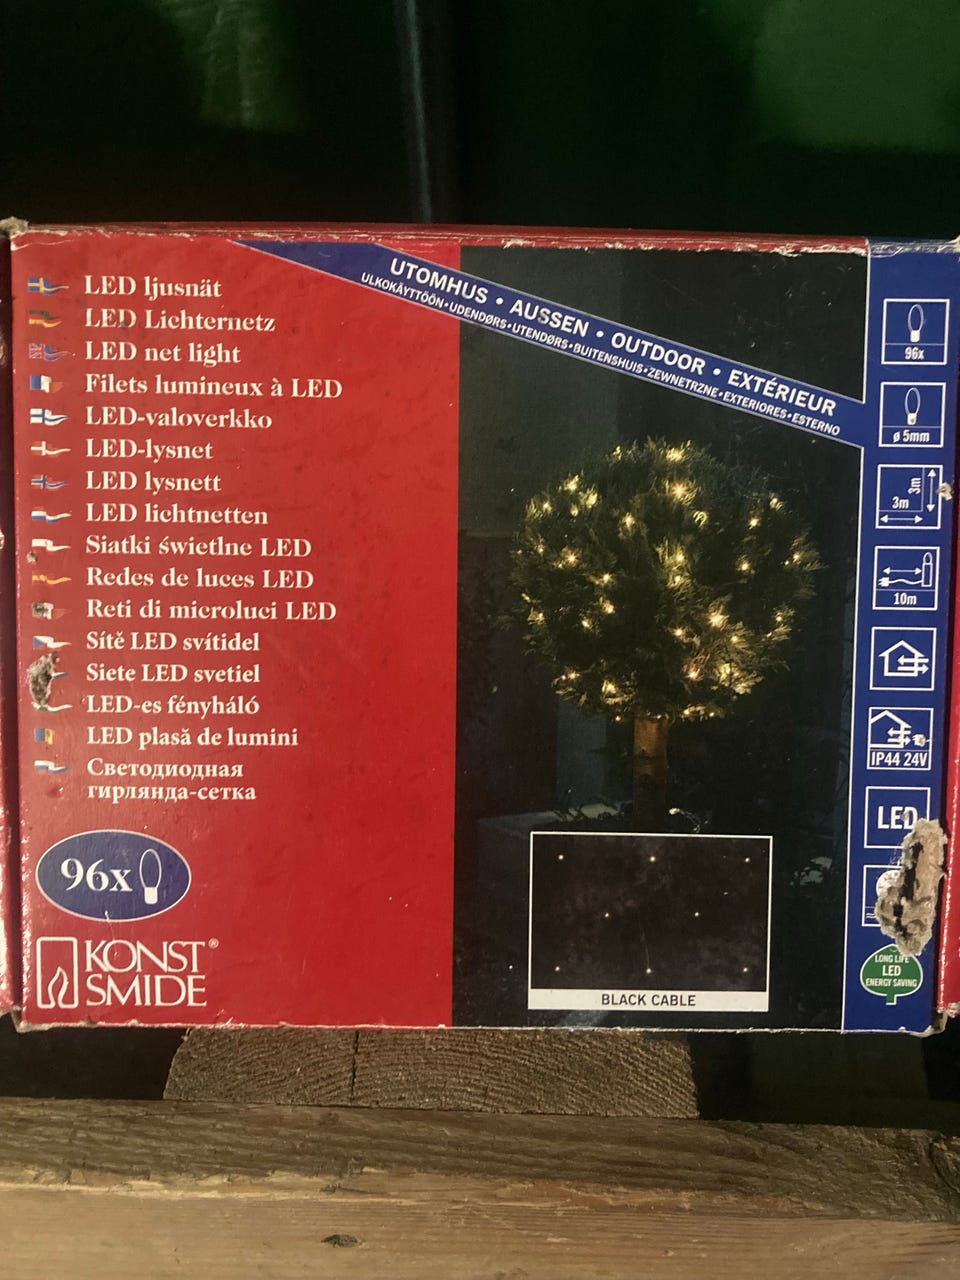 LED ljusnät
LED Lichternetz
LED net light
Filets lumineux à LED
LED-valoverkko
LED-lysnet
LED lysnett
LED lichtnetten
Siatki świetlne LED
Redes de luces LED
Reti di microluci LED
Sítě LED svítidel
Siete LED svetiel
LED-es fényháló
LED plasă de lumini
Светодиодная
гирлянда-сетка
96x
KONST®
SMIDE
UTOMHUS • AUSSEN • OUTDOOR • EXTÉRIEUR
ULKOKÄYTTÖÖN•UDENDØRS•UTENDØRS•BUITENSHUIS•ZEWNETRZNE•EXTERIORES•ESTERNO
BLACK CABLE
96x
ø 5mm
3m
3m
10m
IP44 24V
LED
LONG LIFE
LED
ENERGY SAVING